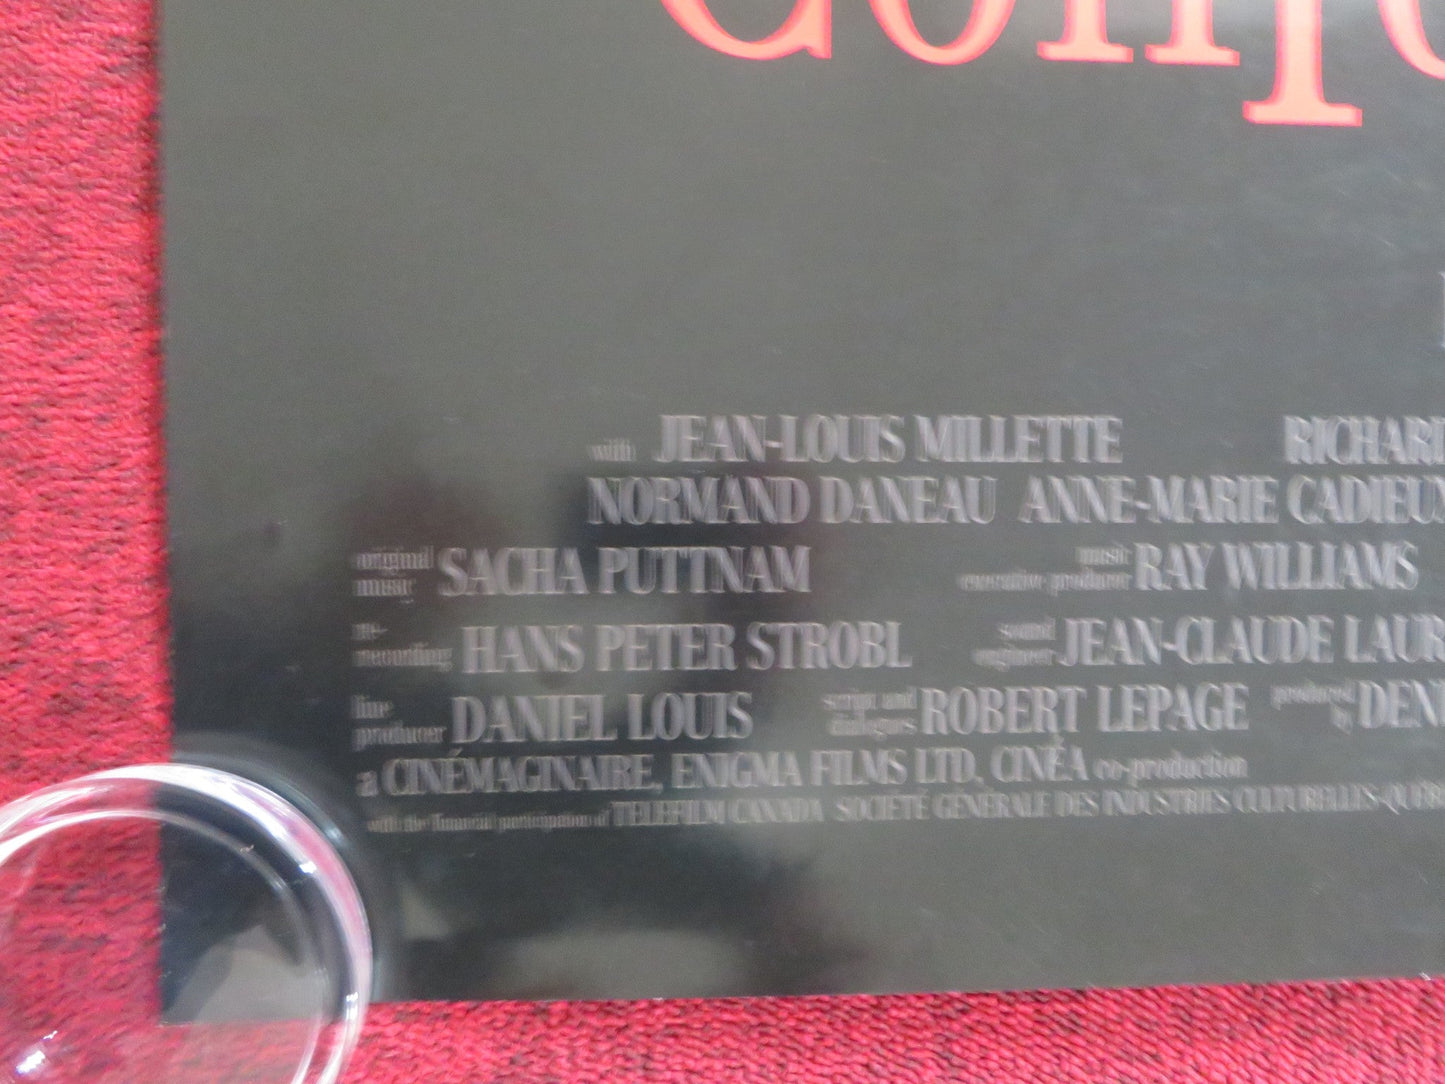 with JEAN-LOUIS MILLETTE RICHARD
NORMAND DANEAU ANNE-MARIE CADIEUX
original music SACHA PUTTNAM music executive producer RAY WILLIAMS
re-recording HANS PETER STROBL sound engineer JEAN-CLAUDE LAUR
line producer DANIEL LOUIS script and dialogues ROBERT LEPAGE produced by DENI
a CINÉMAGINAIRE, ENIGMA FILMS LTD, CINÉA co-production
with the financial participation of TELEFILM CANADA SOCIÉTÉ GÉNÉRALE DES INDUSTRIES CULTURELLES-QUÉB